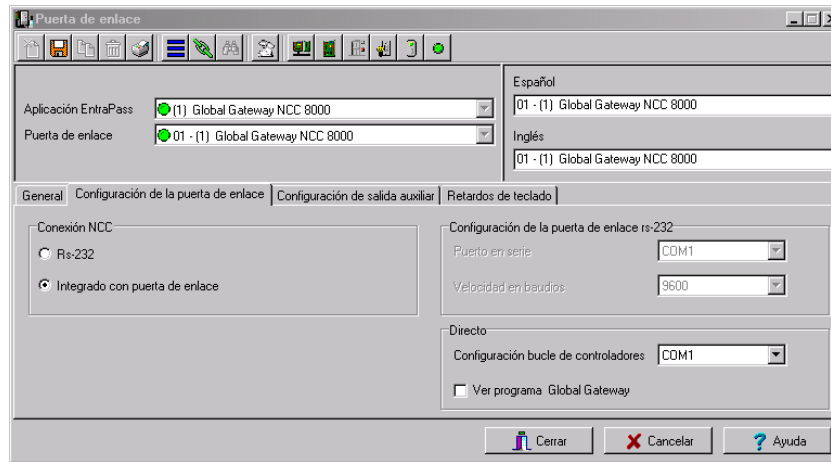 Puerta de enlace
Español
Aplicación EntraPass (1) Global Gateway NCC 8000 01 - (1) Global Gateway NCC 8000
Puerta de enlace 01 - (1) Global Gateway NCC 8000 Inglés
01 - (1) Global Gateway NCC 8000
General Configuración de la puerta de enlace Configuración de salida auxiliar Retardos de teclado
Conexión NCC
Rs-232
Integrado con puerta de enlace
Configuración de la puerta de enlace rs-232
Puerto en serie COM1
Velocidad en baudios 9600
Directo
Configuración bucle de controladores COM1
Ver programa Global Gateway
Cerrar Cancelar Ayuda